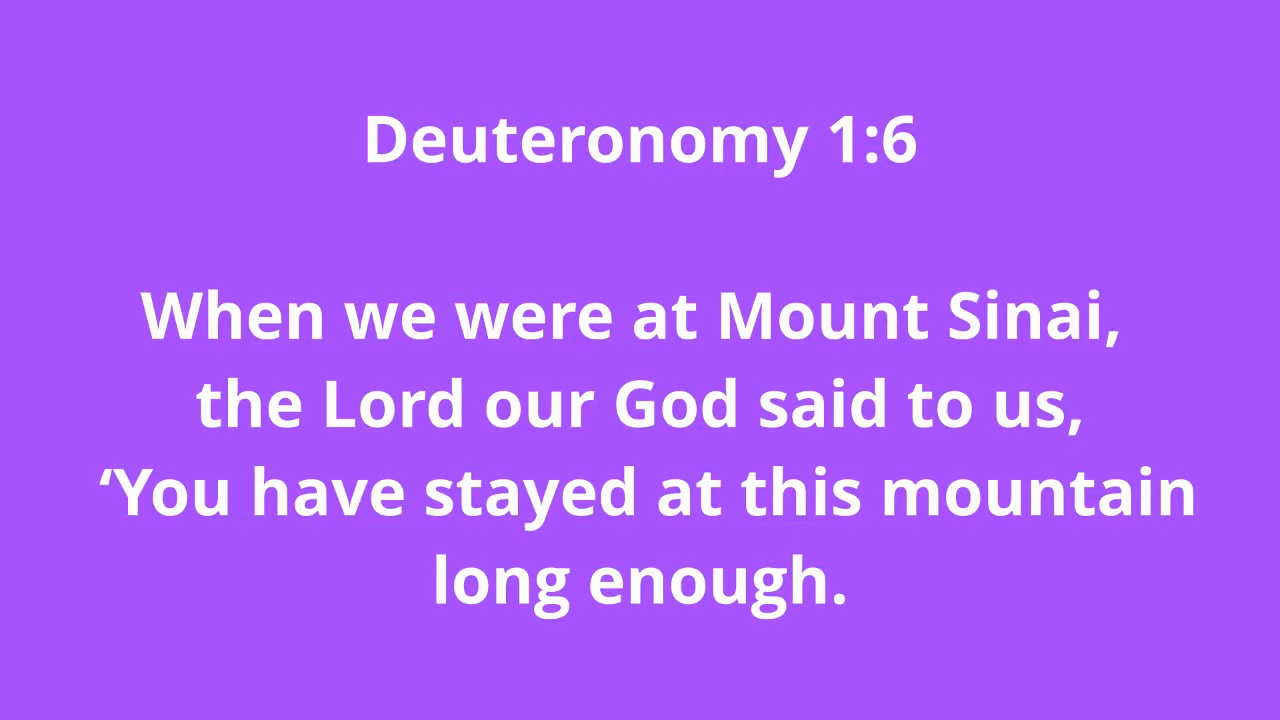 Deuteronomy 1:6
When we were at Mount Sinai,
the Lord our God said to us,
‘You have stayed at this mountain
long enough.